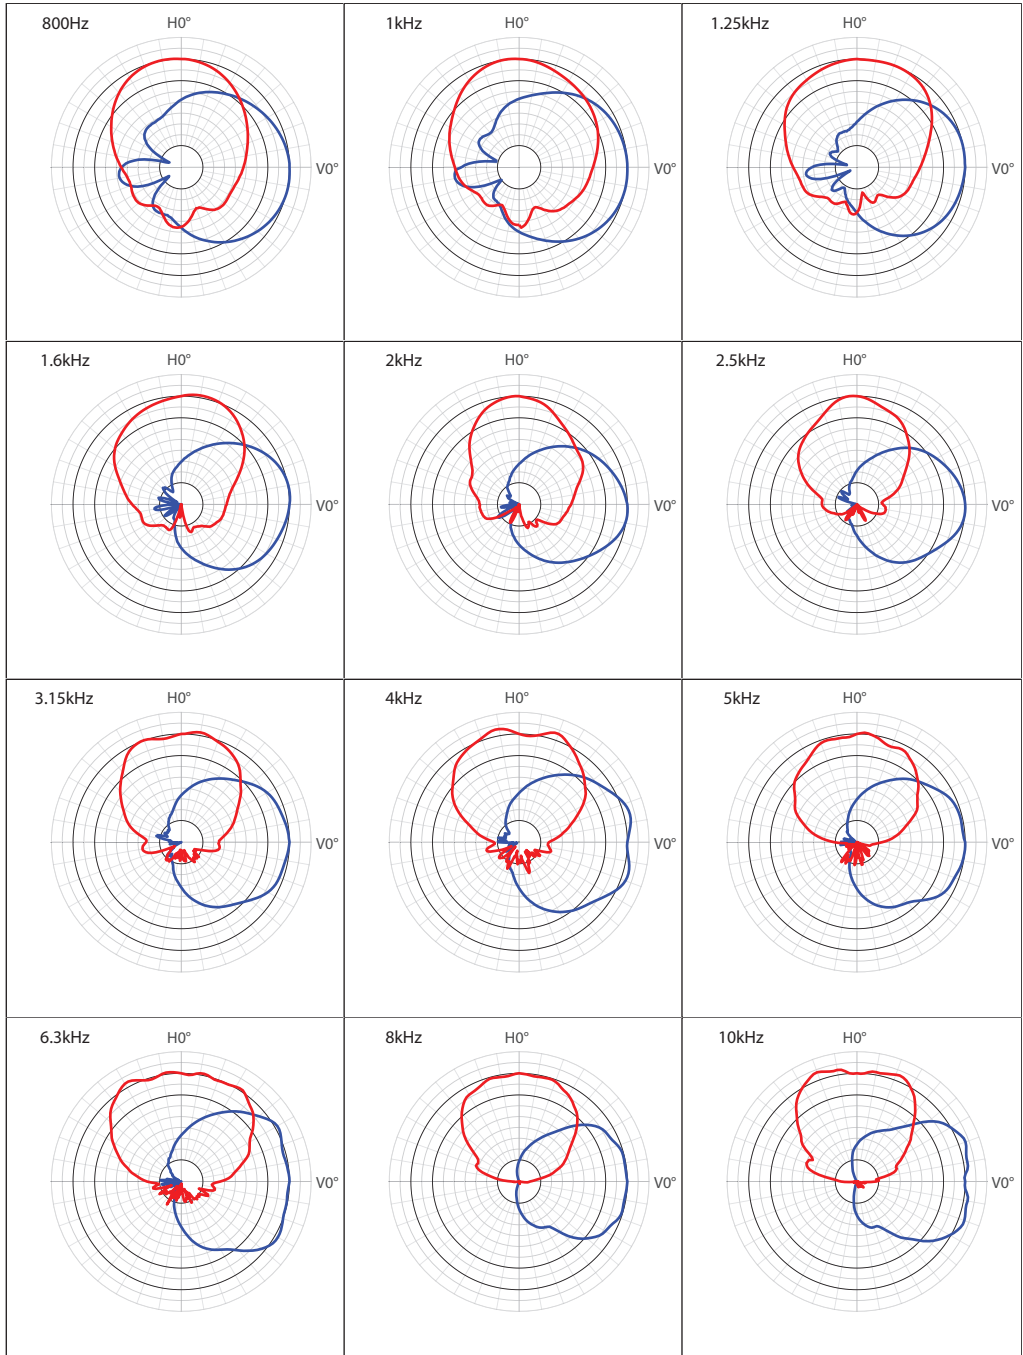 800Hz H0° 1kHz H0° 1.25kHz H0°
V0° V0° V0°
1.6kHz H0° 2kHz H0° 2.5kHz H0°
V0° V0° V0°
3.15kHz H0° 4kHz H0° 5kHz H0°
V0° V0° V0°
6.3kHz H0° 8kHz H0° 10kHz H0°
V0° V0° V0°